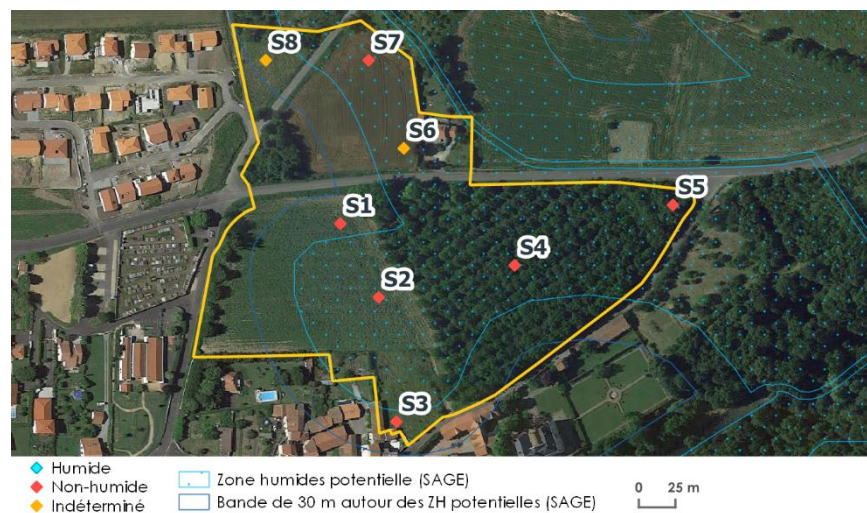 S8
S7
S6
S1
S5
S4
S2
S3
Humide
Non-humide
Indéterminé
Zone humides potentielle (SAGE)
Bande de 30 m autour des ZH potentielles (SAGE)
0 25 m